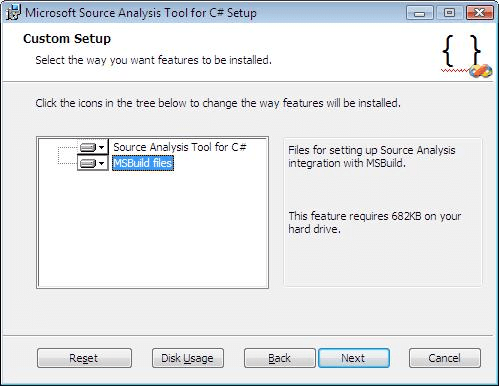 Microsoft Source Analysis Tool for C# Setup
Custom Setup
Select the way you want features to be installed.
{ }
Click the icons in the tree below to change the way features will be installed.
Source Analysis Tool for C#
MSBuild files
Files for setting up Source Analysis
integration with MSBuild.
This feature requires 682KB on your
hard drive.
Reset Disk Usage Back Next Cancel